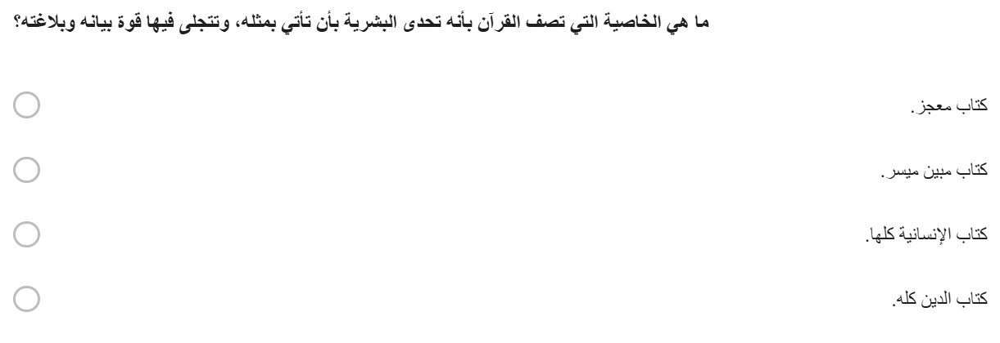 ما هي الخاصية التي تصف القرآن بأنه تحدى البشرية بأن تأتي بمثله، وتتجلى فيها قوة بيانه وبلاغته؟
كتاب معجز.
كتاب مبين ميسر.
كتاب الإنسانية كلها.
كتاب الدين كله.